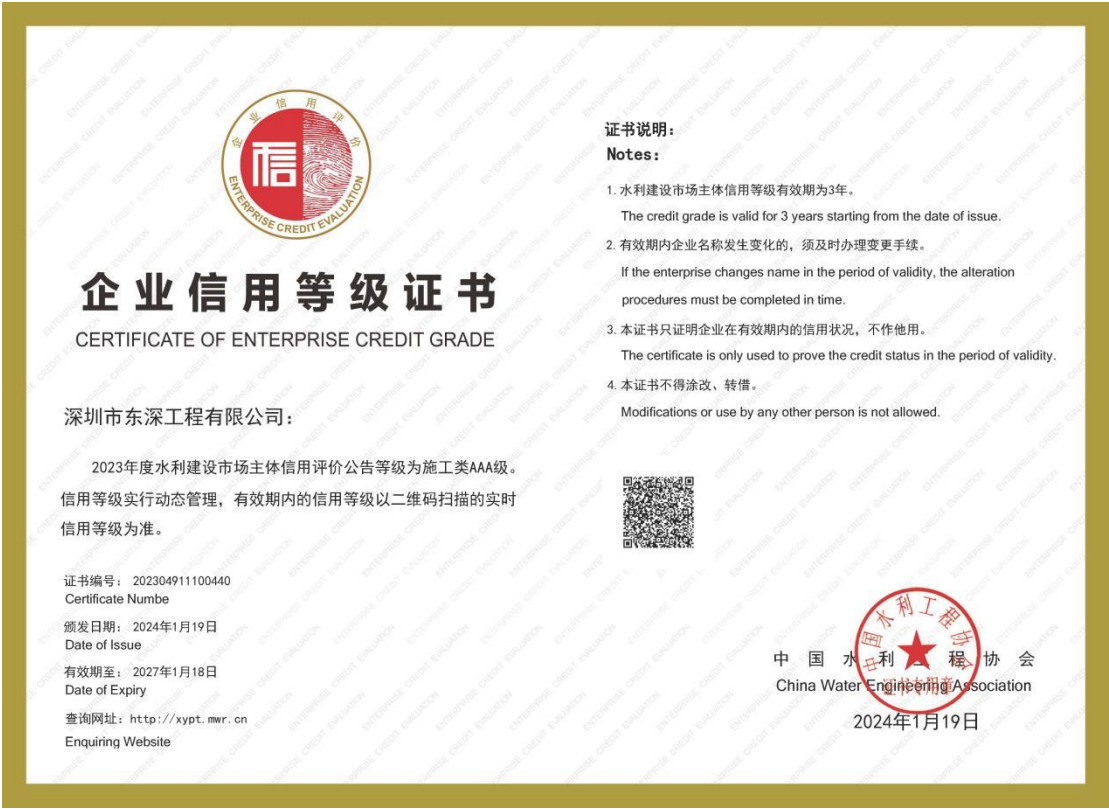 企业信用评价
信
ENTERPRISE CREDIT EVALUATION
企业信用等级证书
CERTIFICATE OF ENTERPRISE CREDIT GRADE
深圳市东深工程有限公司：
2023年度水利建设市场主体信用评价公告等级为施工类AAA级。
信用等级实行动态管理，有效期内的信用等级以二维码扫描的实时
信用等级为准。
证书编号： 202304911100440
Certificate Numbe
颁发日期： 2024年1月19日
Date of Issue
有效期至： 2027年1月18日
Date of Expiry
查询网址：http://xypt.mwr.cn
Enquiring Website
证书说明：
Notes：
1. 水利建设市场主体信用等级有效期为3年。
The credit grade is valid for 3 years starting from the date of issue.
2. 有效期内企业名称发生变化的，须及时办理变更手续。
If the enterprise changes name in the period of validity, the alteration
procedures must be completed in time.
3. 本证书只证明企业在有效期内的信用状况，不作他用。
The certificate is only used to prove the credit status in the period of validity.
4. 本证书不得涂改、转借。
Modifications or use by any other person is not allowed.
中国水利工程协会
China Water Engineering Association
2024年1月19日
中国水利工程协会
证书专用章